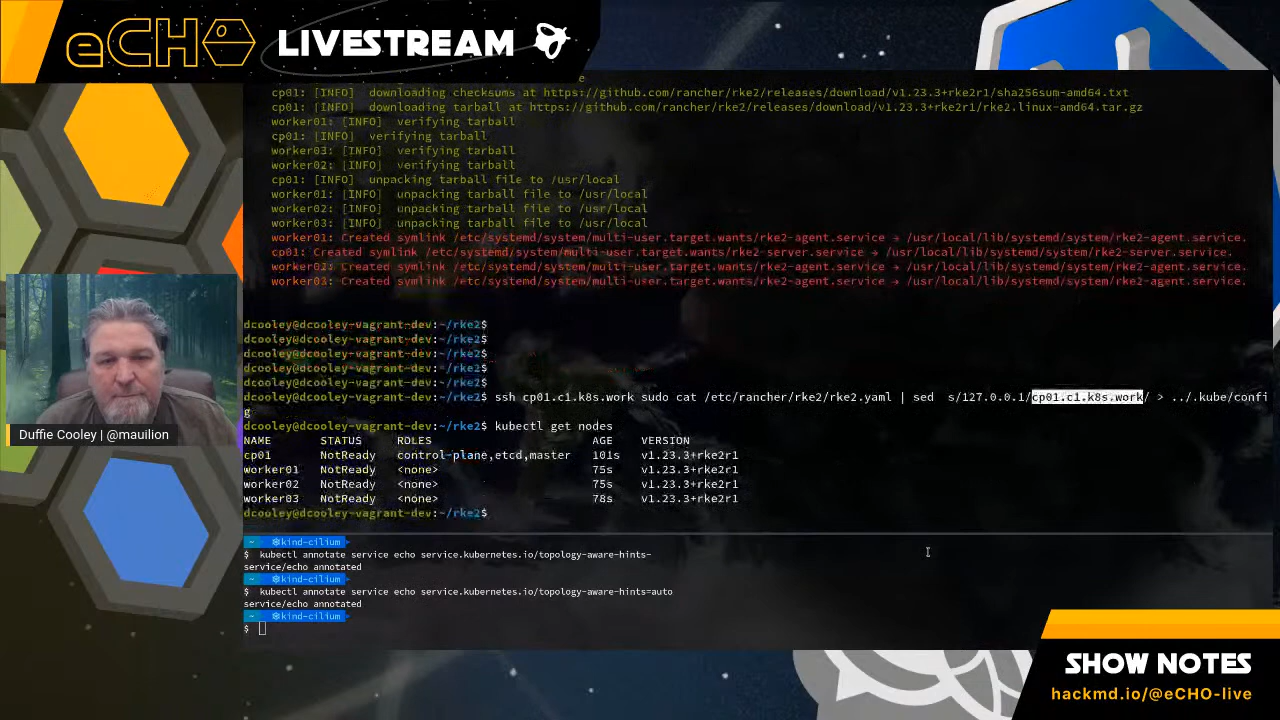 eCHO LIVESTREAM
e
cp01: [INFO]  downloading checksums at https://github.com/rancher/rke2/releases/download/v1.23.3+rke2r1/sha256sum-amd64.txt
cp01: [INFO]  downloading tarball at https://github.com/rancher/rke2/releases/download/v1.23.3+rke2r1/rke2.linux-amd64.tar.gz
worker01: [INFO]  verifying tarball
cp01: [INFO]  verifying tarball
worker03: [INFO]  verifying tarball
worker02: [INFO]  verifying tarball
cp01: [INFO]  unpacking tarball file to /usr/local
worker01: [INFO]  unpacking tarball file to /usr/local
worker02: [INFO]  unpacking tarball file to /usr/local
worker03: [INFO]  unpacking tarball file to /usr/local
worker01: Created symlink /etc/systemd/system/multi-user.target.wants/rke2-agent.service → /usr/local/lib/systemd/system/rke2-agent.service.
cp01: Created symlink /etc/systemd/system/multi-user.target.wants/rke2-server.service → /usr/local/lib/systemd/system/rke2-server.service.
worker02: Created symlink /etc/systemd/system/multi-user.target.wants/rke2-agent.service → /usr/local/lib/systemd/system/rke2-agent.service.
worker03: Created symlink /etc/systemd/system/multi-user.target.wants/rke2-agent.service → /usr/local/lib/systemd/system/rke2-agent.service.
dcooley@dcooley-vagrant-dev:~/rke2$
dcooley@dcooley-vagrant-dev:~/rke2$
dcooley@dcooley-vagrant-dev:~/rke2$
dcooley@dcooley-vagrant-dev:~/rke2$
dcooley@dcooley-vagrant-dev:~/rke2$
dcooley@dcooley-vagrant-dev:~/rke2$ ssh cp01.c1.k8s.work sudo cat /etc/rancher/rke2/rke2.yaml | sed  s/127.0.0.1/cp01.c1.k8s.work/ > ../.kube/confi
g
dcooley@dcooley-vagrant-dev:~/rke2$ kubectl get nodes
NAME       STATUS     ROLES                       AGE    VERSION
cp01       NotReady   control-plane,etcd,master   101s   v1.23.3+rke2r1
worker01   NotReady   <none>                      75s    v1.23.3+rke2r1
worker02   NotReady   <none>                      75s    v1.23.3+rke2r1
worker03   NotReady   <none>                      78s    v1.23.3+rke2r1
dcooley@dcooley-vagrant-dev:~/rke2$
Duffie Cooley | @mauilion
~ ⎈kind-cilium
$ kubectl annotate service echo service.kubernetes.io/topology-aware-hints-
service/echo annotated
~ ⎈kind-cilium
$ kubectl annotate service echo service.kubernetes.io/topology-aware-hints=auto
service/echo annotated
~ ⎈kind-cilium
$
SHOW NOTES
hackmd.io/@eCHO-live